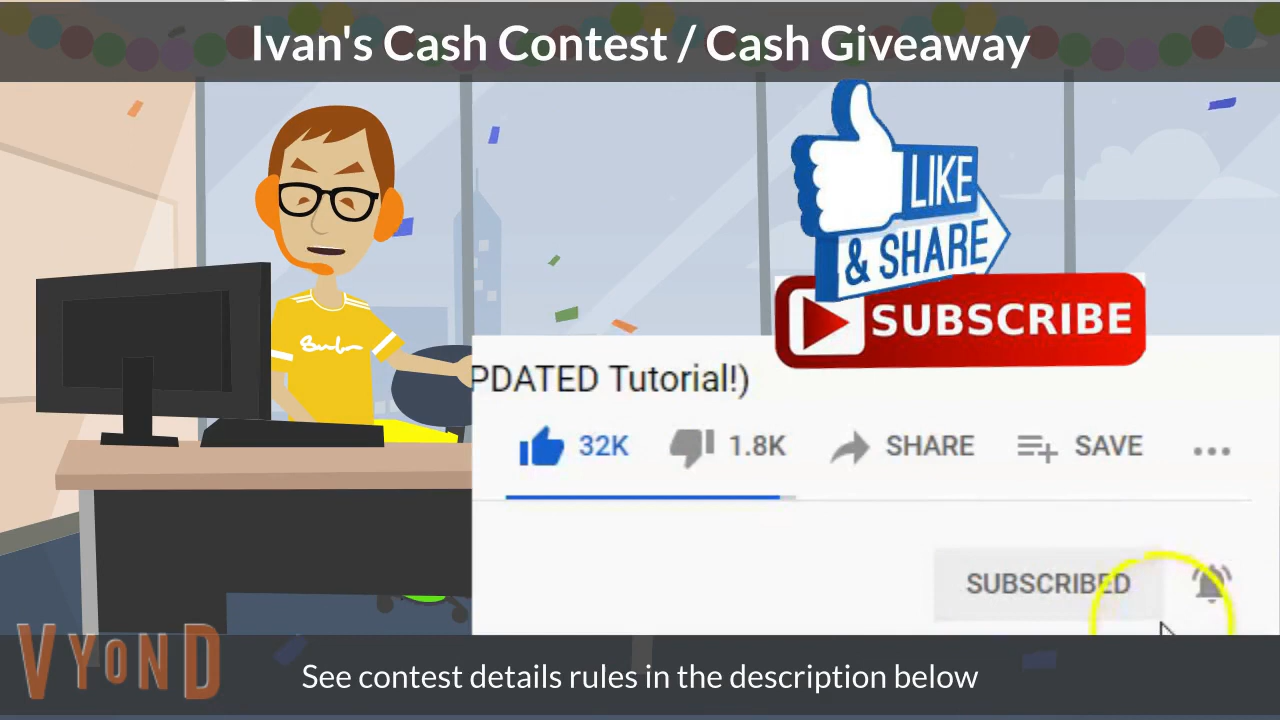 Ivan's Cash Contest / Cash Giveaway
LIKE
& SHARE
SUBSCRIBE
PDATED Tutorial!)
32K 1.8K SHARE SAVE
SUBSCRIBED
VYOND
See contest details rules in the description below